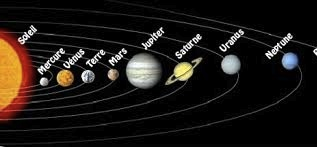 Soleil
Mercure
Vénus
Terre
Mars
Jupiter
Saturne
Uranus
Neptune